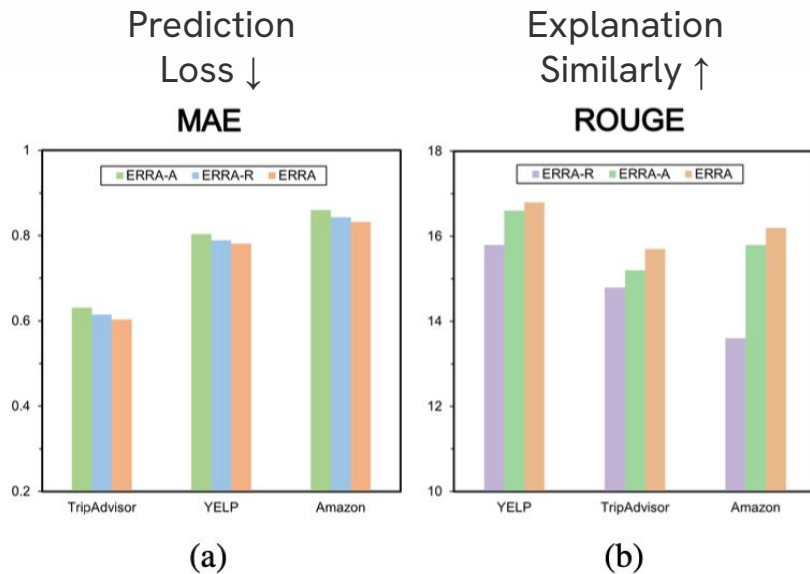 Prediction
Loss ↓
Explanation
Similarly ↑
MAE
1
ERRA-A ERRA-R ERRA
0.8
0.6
0.4
0.2
TripAdvisor YELP Amazon
(a)
ROUGE
18
ERRA-R ERRA-A ERRA
16
14
12
10
YELP TripAdvisor Amazon
(b)